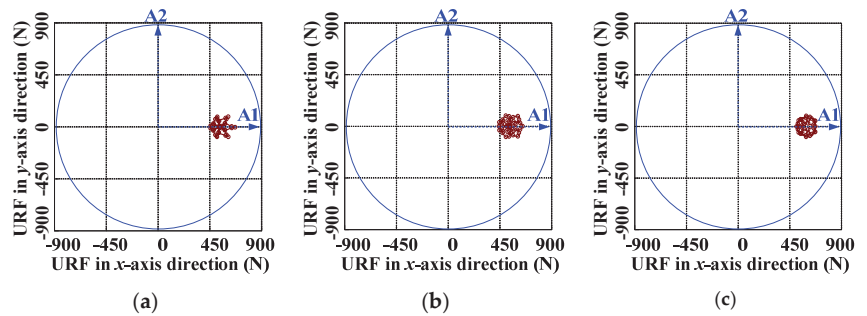 URF in y-axis direction (N)
900
450
0
-450
-900
A2
A1
-900 -450 0 450 900
URF in x-axis direction (N)
(a)
URF in y-axis direction (N)
900
450
0
-450
-900
A2
A1
-900 -450 0 450 900
URF in x-axis direction (N)
(b)
URF in y-axis direction (N)
900
450
0
-450
-900
A2
A1
-900 -450 0 450 900
URF in x-axis direction (N)
(c)